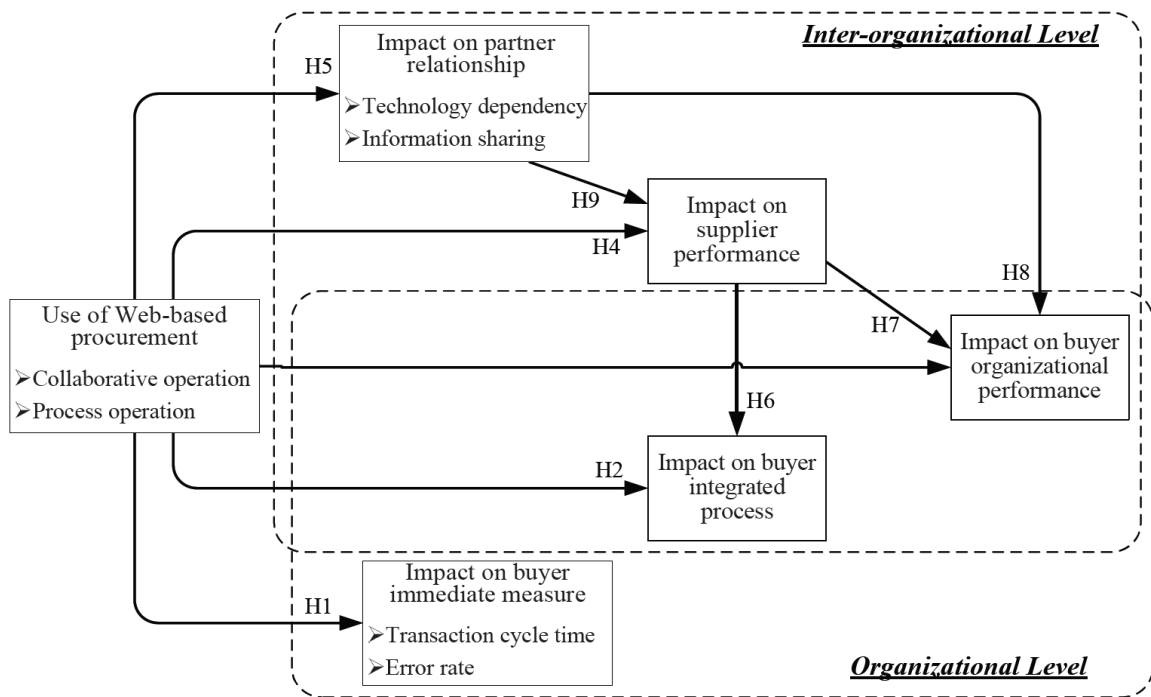 Inter-organizational Level
Impact on partner
relationship
➢Technology dependency
➢Information sharing
H5
H9
Impact on
supplier
performance
H4
H8
H7
Use of Web-based
procurement
➢Collaborative operation
➢Process operation
Impact on buyer
organizational
performance
H6
H2
Impact on buyer
integrated
process
H1
Impact on buyer
immediate measure
➢Transaction cycle time
➢Error rate
Organizational Level